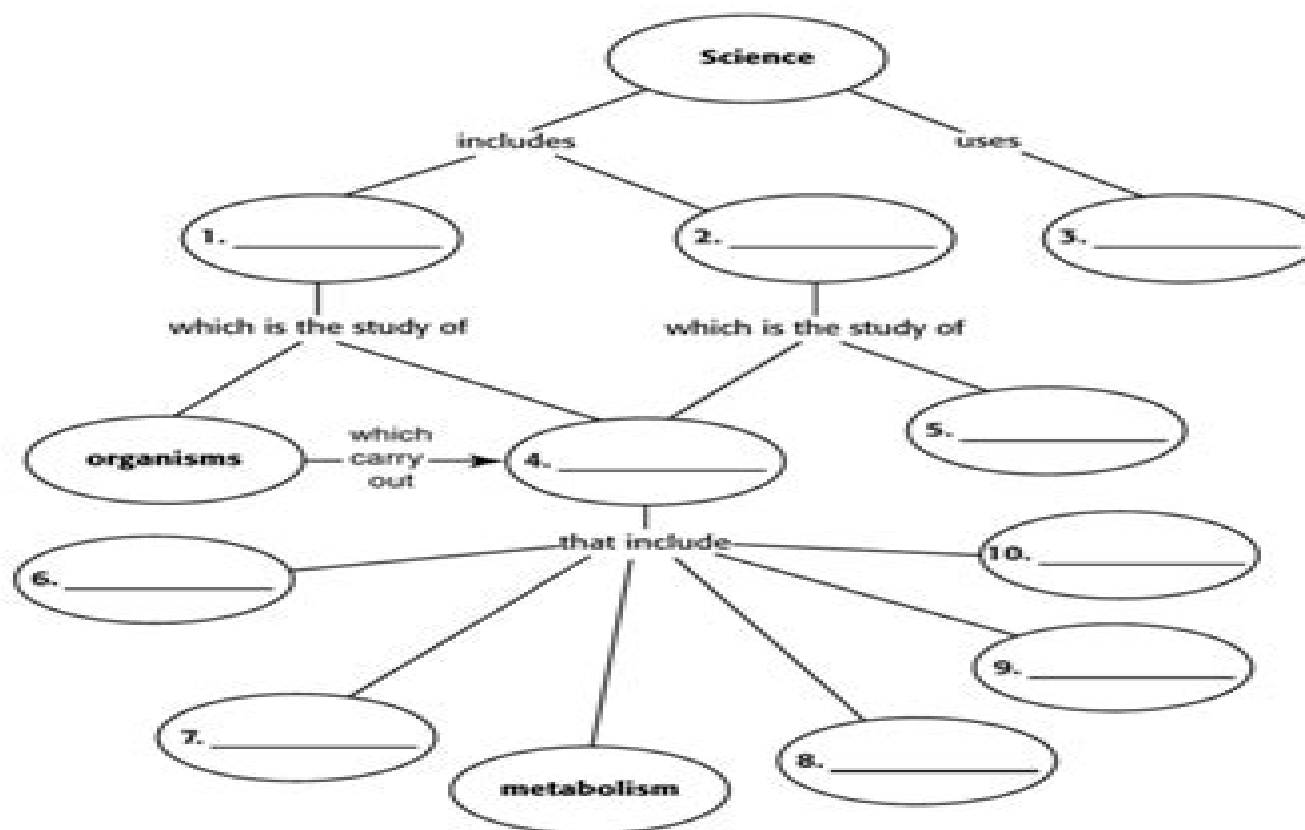 Science
includes
uses
1. ____________
2. ____________
3. ____________
which is the study of
which is the study of
organisms
which
carry
out
4. ____________
5. ____________
that include
6. ____________
7. ____________
metabolism
8. ____________
9. ____________
10. ____________